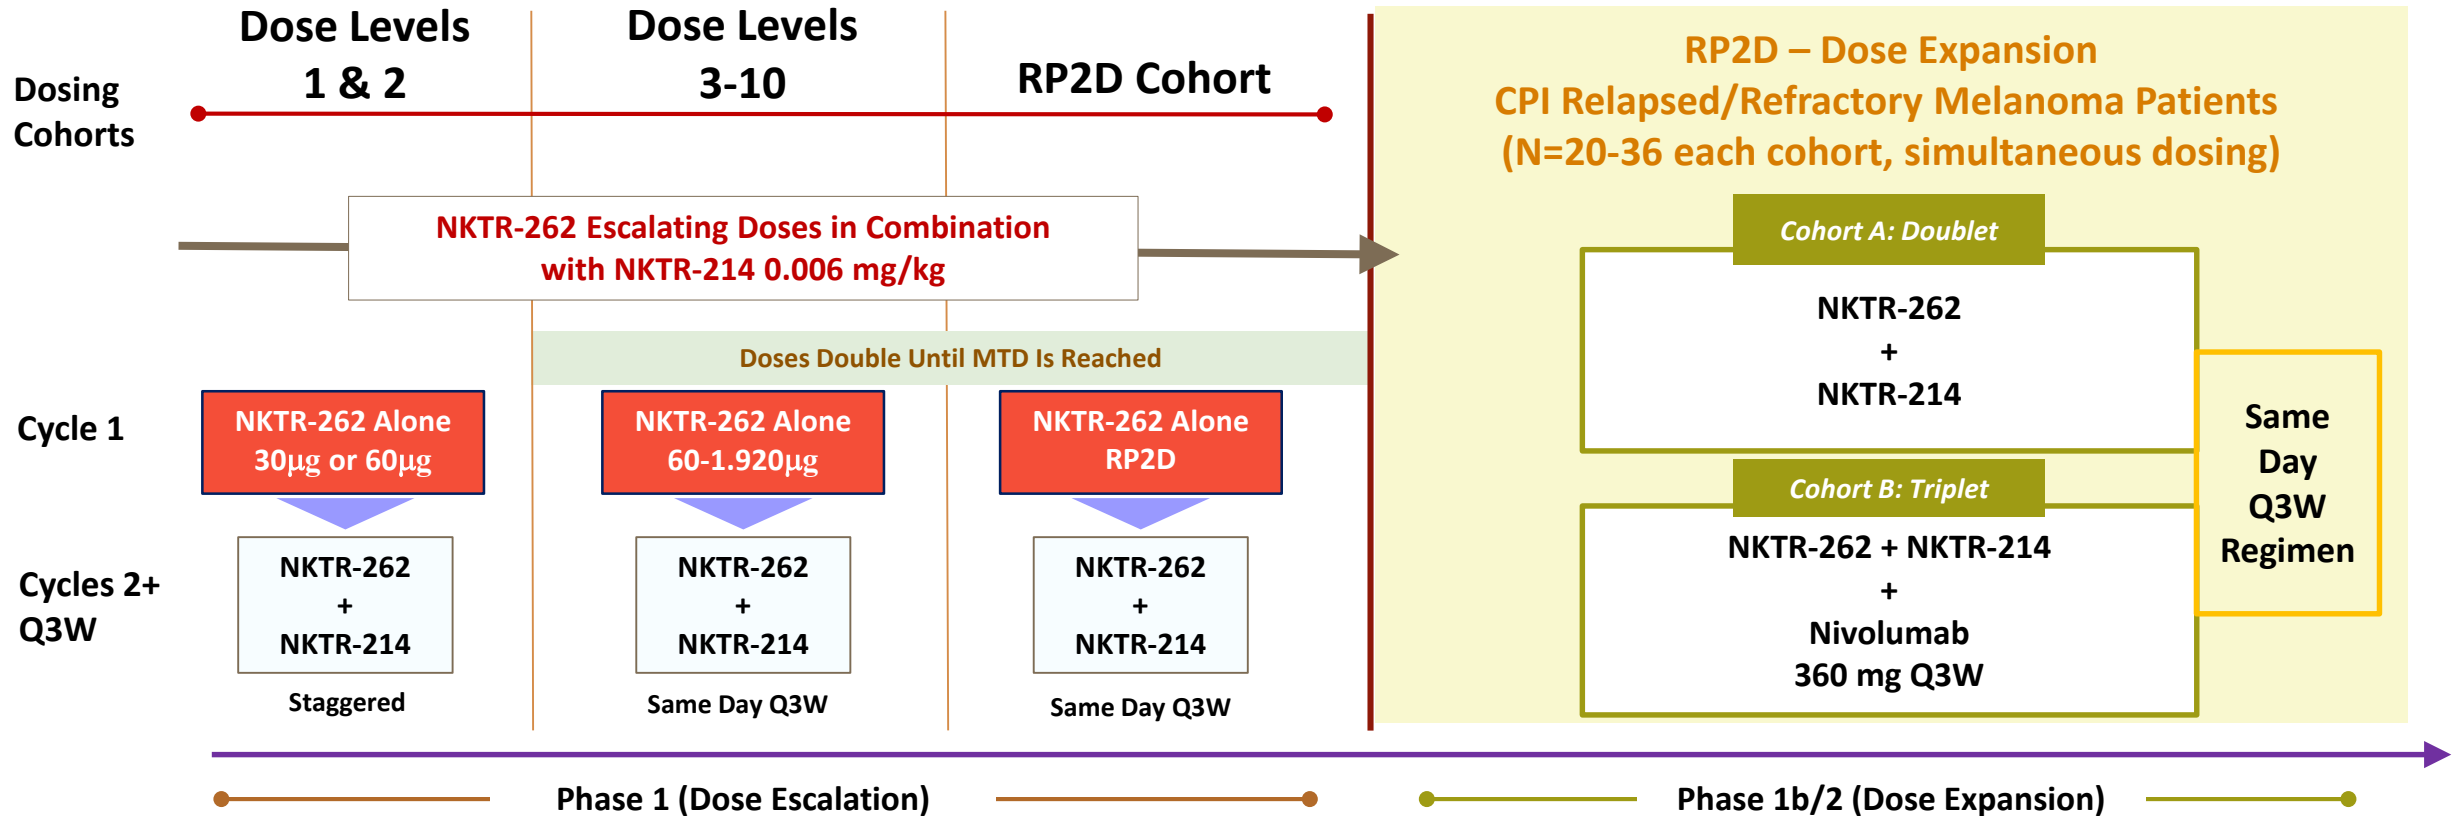 Dosing
Cohorts
Dose Levels
1 & 2
Dose Levels
3-10
RP2D Cohort
NKTR-262 Escalating Doses in Combination
with NKTR-214 0.006 mg/kg
Doses Double Until MTD Is Reached
Cycle 1
NKTR-262 Alone
30μg or 60μg
NKTR-262 Alone
60-1.920μg
NKTR-262 Alone
RP2D
Cycles 2+
Q3W
NKTR-262
+
NKTR-214
Staggered
NKTR-262
+
NKTR-214
Same Day Q3W
NKTR-262
+
NKTR-214
Same Day Q3W
RP2D – Dose Expansion
CPI Relapsed/Refractory Melanoma Patients
(N=20-36 each cohort, simultaneous dosing)
Cohort A: Doublet
NKTR-262
+
NKTR-214
Cohort B: Triplet
NKTR-262 + NKTR-214
+
Nivolumab
360 mg Q3W
Same
Day
Q3W
Regimen
Phase 1 (Dose Escalation)
Phase 1b/2 (Dose Expansion)